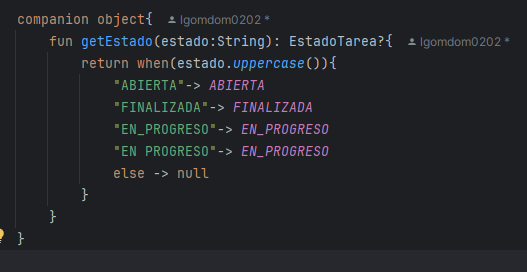 companion object{ lgomdom0202 *
fun getEstado(estado:String): EstadoTarea?{ lgomdom0202 *
return when(estado.uppercase()){
"ABIERTA"-> ABIERTA
"FINALIZADA"-> FINALIZADA
"EN_PROGRESO"-> EN_PROGRESO
"EN PROGRESO"-> EN_PROGRESO
else -> null
}
}
}